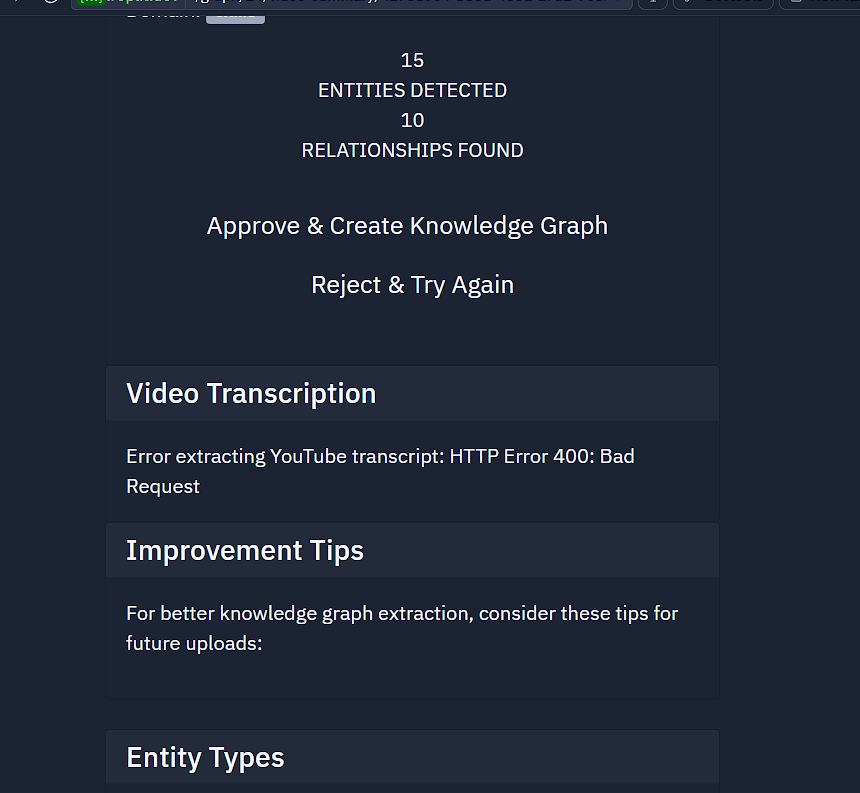 15
ENTITIES DETECTED
10
RELATIONSHIPS FOUND
Approve & Create Knowledge Graph
Reject & Try Again
Video Transcription
Error extracting YouTube transcript: HTTP Error 400: Bad
Request
Improvement Tips
For better knowledge graph extraction, consider these tips for
future uploads:
Entity Types